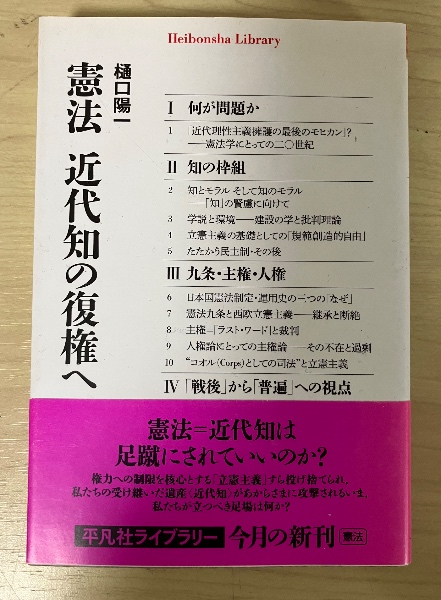 Heibonsha Library
樋口陽一
憲法 近代知の復権へ
I 何が問題か
1 「近代理性主義擁護の最後のモヒカン」?
——憲法学にとっての二〇世紀
II 知の枠組
2 知とモラル そして知のモラル
——「知」の賢慮に向けて
3 学説と環境——建設の学と批判理論
4 立憲主義の基礎としての「規範創造的自由」
5 たたかう民主制・その後
III 九条・主権・人権
6 日本国憲法制定・運用史の三つの「なぜ」
7 憲法九条と西欧立憲主義——継承と断絶
8 主権=「ラスト・ワード」と裁判
9 人権論にとっての主権論——その不在と過剰
10 “コオル(Corps)としての司法”と立憲主義
IV 「戦後」から「普遍」への視点
憲法=近代知は
足蹴にされていいのか?
権力への制限を核心とする「立憲主義」すら投げ捨てられ、
私たちの受け継いだ遺産〈近代知〉があからさまに攻撃されるいま、
私たちが立つべき足場は何か?
平凡社ライブラリー 今月の新刊 憲法